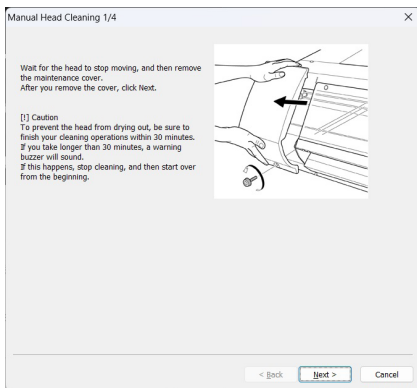 Manual Head Cleaning 1/4
Wait for the head to stop moving, and then remove
the maintenance cover.
After you remove the cover, click Next.
[!] Caution
To prevent the head from drying out, be sure to
finish your cleaning operations within 30 minutes.
If you take longer than 30 minutes, a warning
buzzer will sound.
If this happens, stop cleaning, and then start over
from the beginning.
< Back Next > Cancel